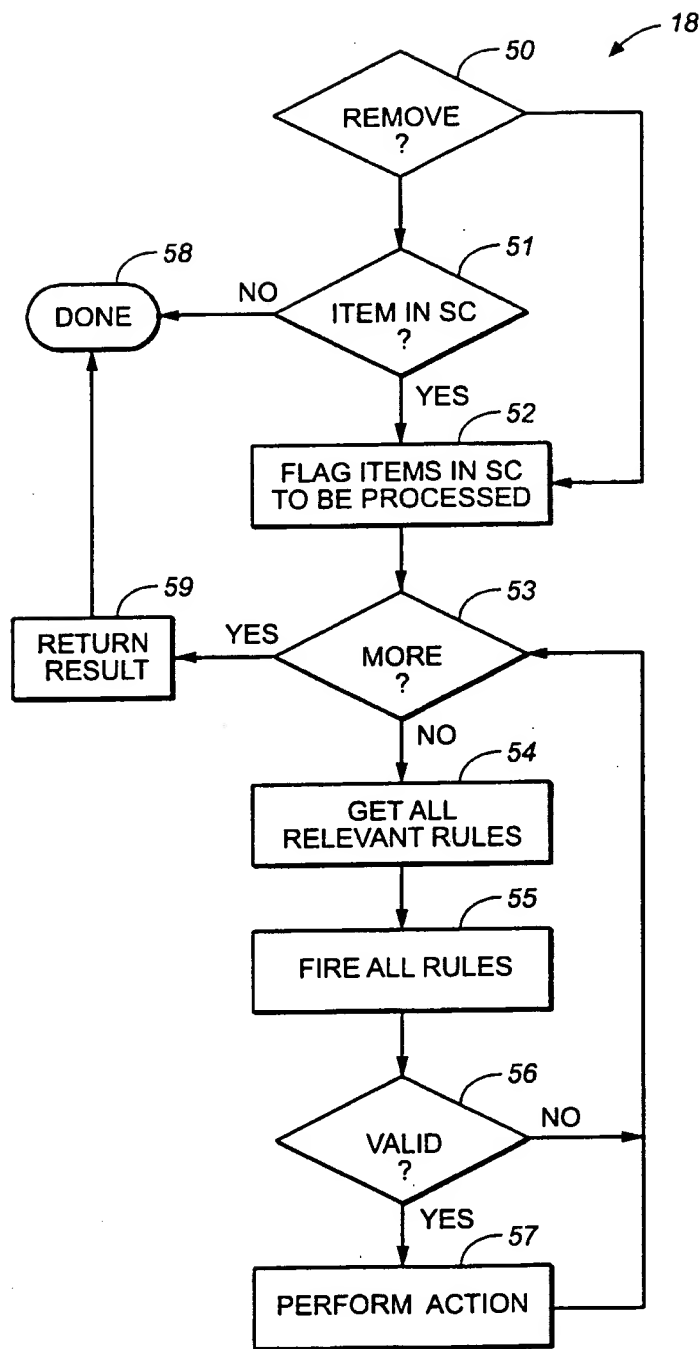 18
50
REMOVE
?
51
ITEM IN SC
?
NO
58
DONE
YES
52
FLAG ITEMS IN SC
TO BE PROCESSED
53
MORE
?
YES
59
RETURN
RESULT
NO
54
GET ALL
RELEVANT RULES
55
FIRE ALL RULES
56
VALID
?
NO
YES
57
PERFORM ACTION